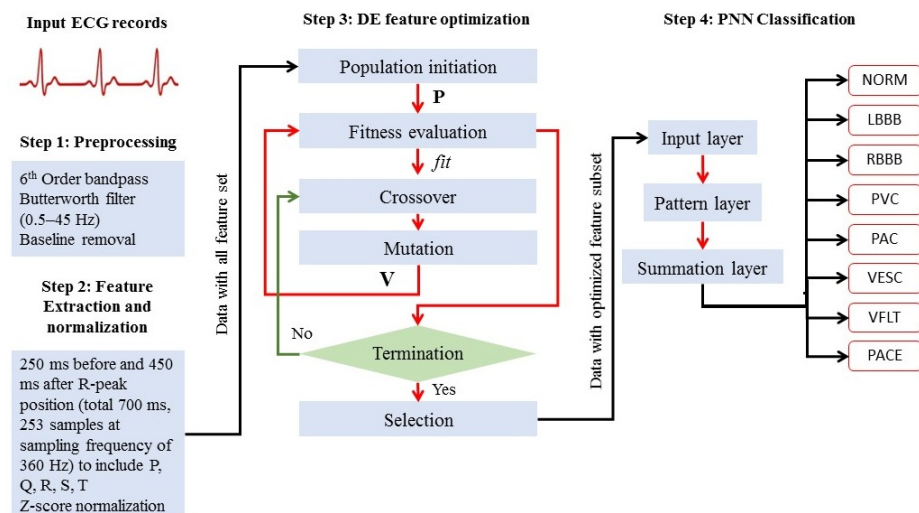 Input ECG records
Step 1: Preprocessing
6th Order bandpass
Butterworth filter
(0.5–45 Hz)
Baseline removal
Step 2: Feature
Extraction and
normalization
250 ms before and 450
ms after R-peak
position (total 700 ms,
253 samples at
sampling frequency of
360 Hz) to include P,
Q, R, S, T
Z-score normalization
Data with all feature set
Step 3: DE feature optimization
Population initiation
P
Fitness evaluation
fit
Crossover
Mutation
V
No
Termination
Yes
Selection
Data with optimized feature subset
Step 4: PNN Classification
Input layer
Pattern layer
Summation layer
NORM
LBBB
RBBB
PVC
PAC
VESC
VFLT
PACE